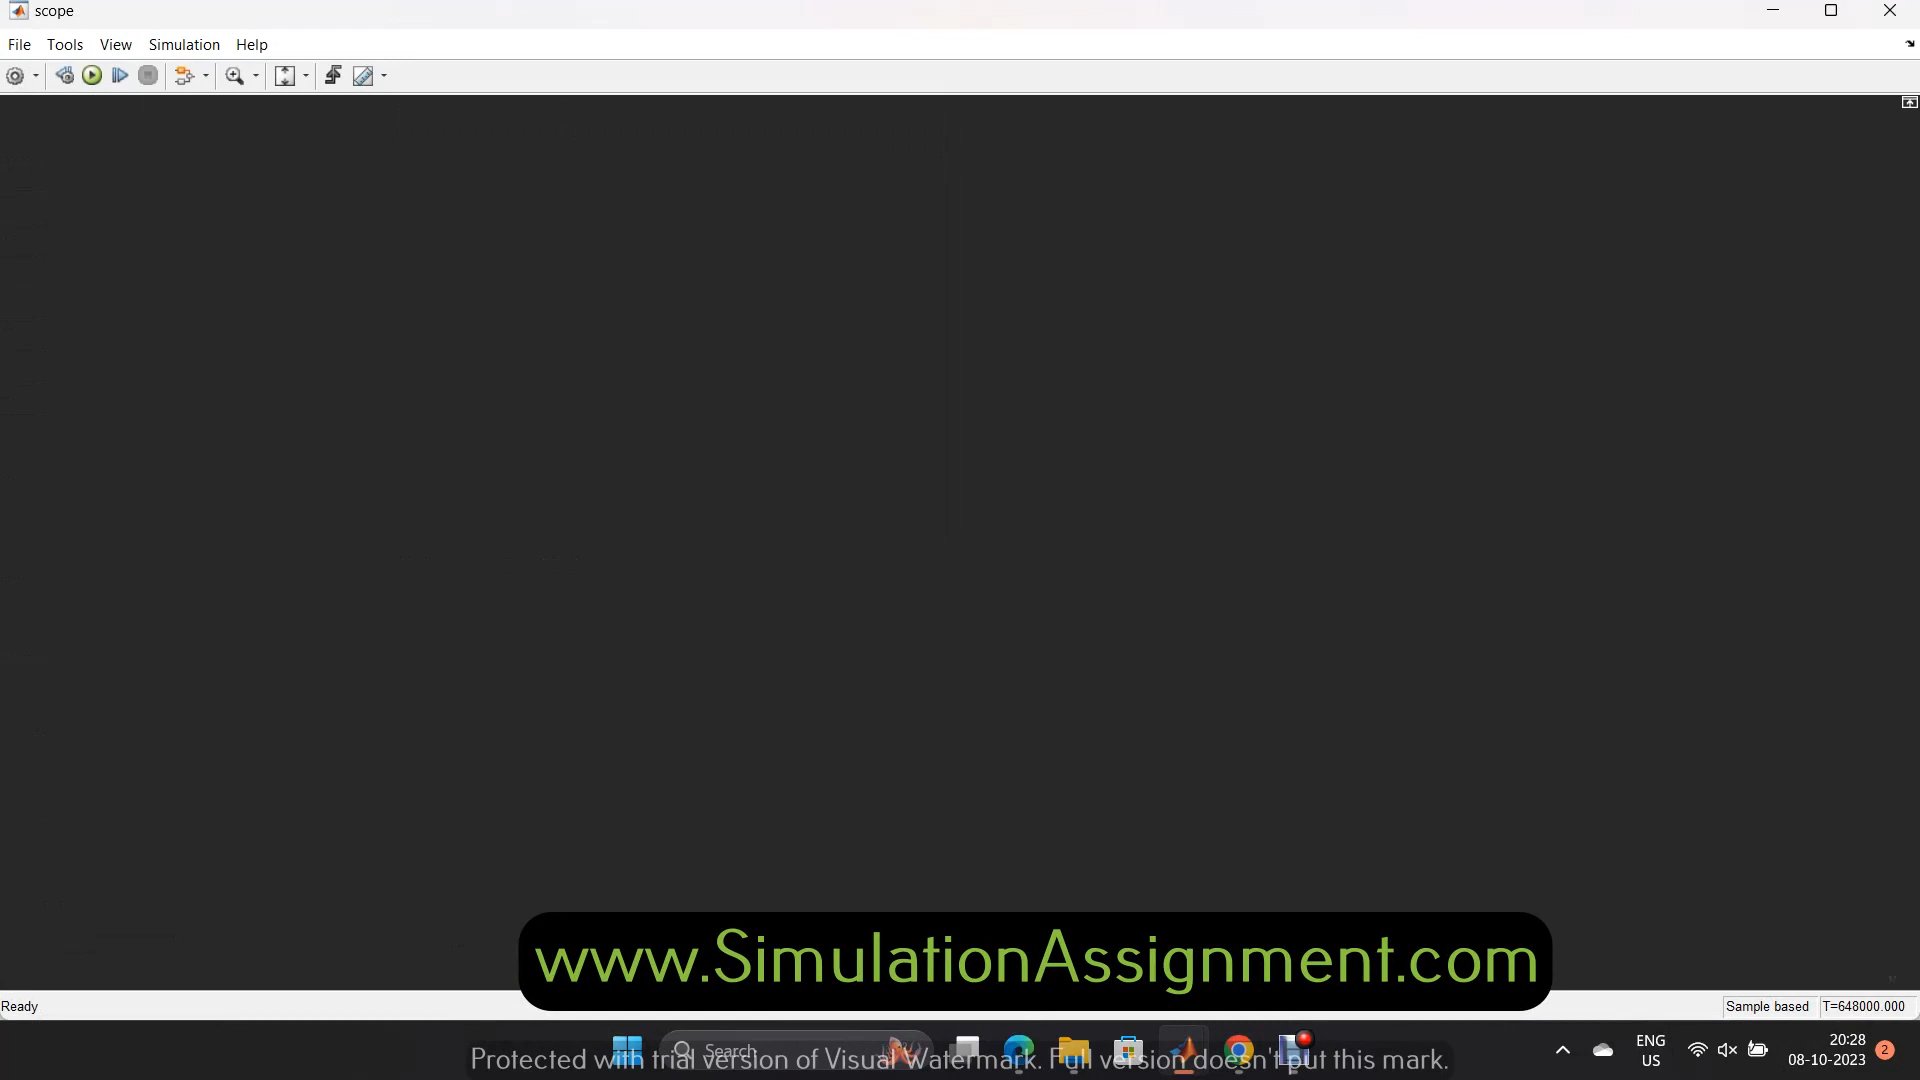 scope
File Tools View Simulation Help
www.SimulationAssignment.com
Ready
Sample based T=648000.000
Search
ENG
US
20:28
08-10-2023
2
Protected with trial version of Visual Watermark. Full version doesn't put this mark.